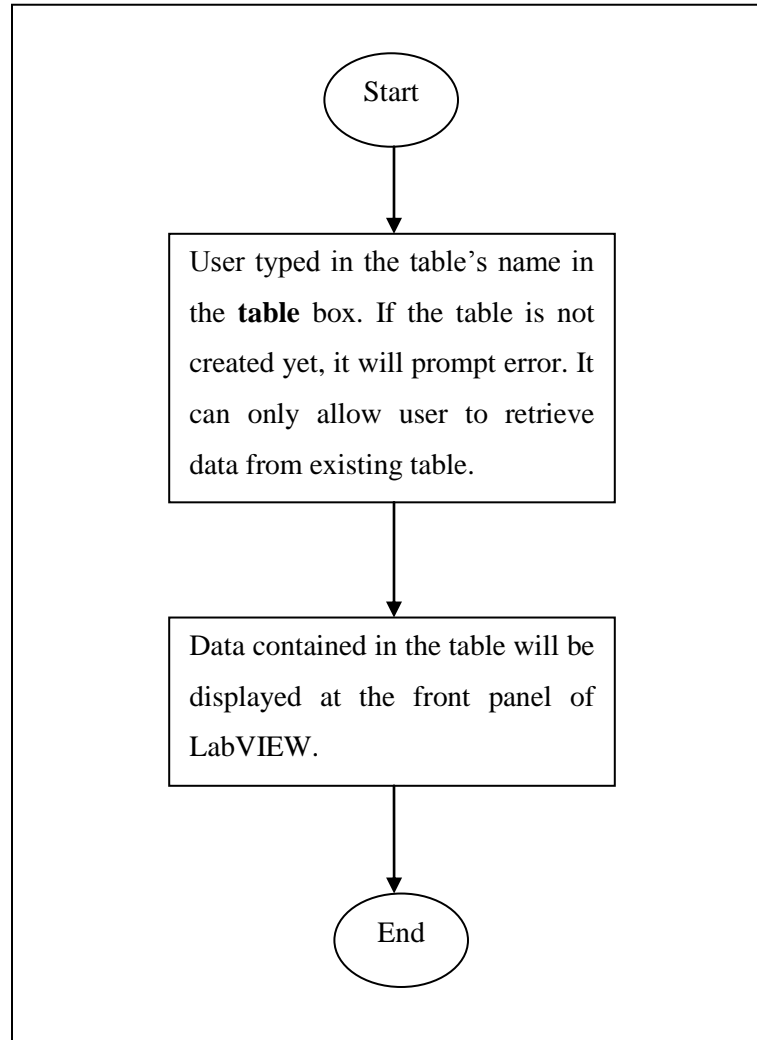 Start
User typed in the table’s name in
the table box. If the table is not
created yet, it will prompt error. It
can only allow user to retrieve
data from existing table.
Data contained in the table will be
displayed at the front panel of
LabVIEW.
End